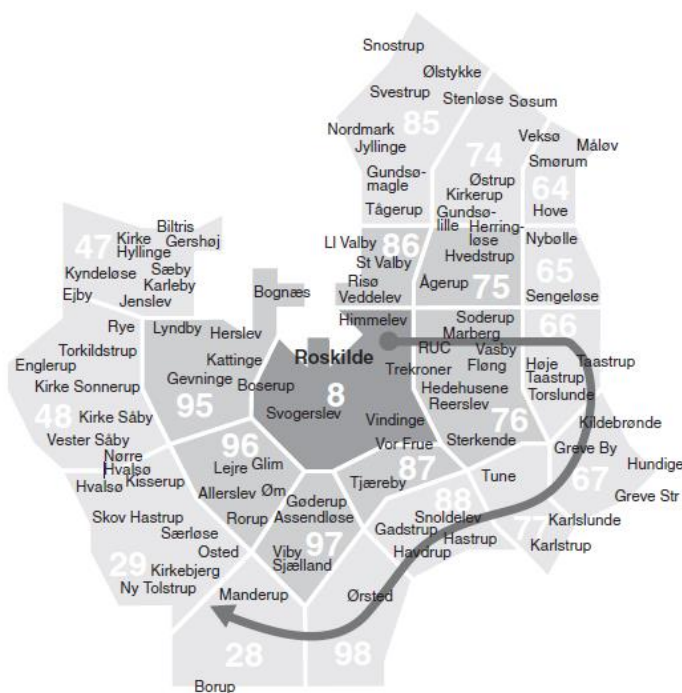 Snostrup
Ølstykke
Svestrup
Stenløse
Søsum
85
Nordmark
Jyllinge
74
Veksø
Måløv
Smørum
Gundsø-
magle
Østrup
Kirkerup
64
Tågerup
Gundsø-
lille
Herring-
løse
Hove
47
Biltris
Kirke
Hyllinge
Gershøj
Ll Valby
86
St Valby
Hvedstrup
Nybølle
Kyndeløse
Sæby
Karleby
Ejby
Jenslev
Bognæs
Risø
Veddelev
Ågerup
75
65
Sengeløse
Rye
Lyndby
Herslev
Himmelev
Soderup
Marberg
66
Torkildstrup
Kattinge
Roskilde
RUC
Vasby
Fløng
Høje
Taastrup
Taastrup
Englerup
Gevninge
Boserup
8
Trekroner
Hedehusene
Reerslev
Torslunde
Kirke Sonnerup
95
48
Kirke Såby
Svogerslev
Vindinge
76
Kildebrønde
Vester Såby
96
Vor Frue
Sterkende
Greve By
Nørre
Hvalsø
Hvalsø
Kisserup
Lejre
Glim
87
Tjæreby
Tune
67
Hundige
Greve Str
Allerslev
Øm
Gøderup
Assendløse
88
Skov Hastrup
Rorup
Snoldelev
Gadstrup
77
Karlslunde
Særløse
Osted
97
Viby
Sjælland
Hastrup
Havdrup
Karlstrup
29
Kirkebjerg
Ny Tolstrup
Manderup
Ørsted
28
98
Borup